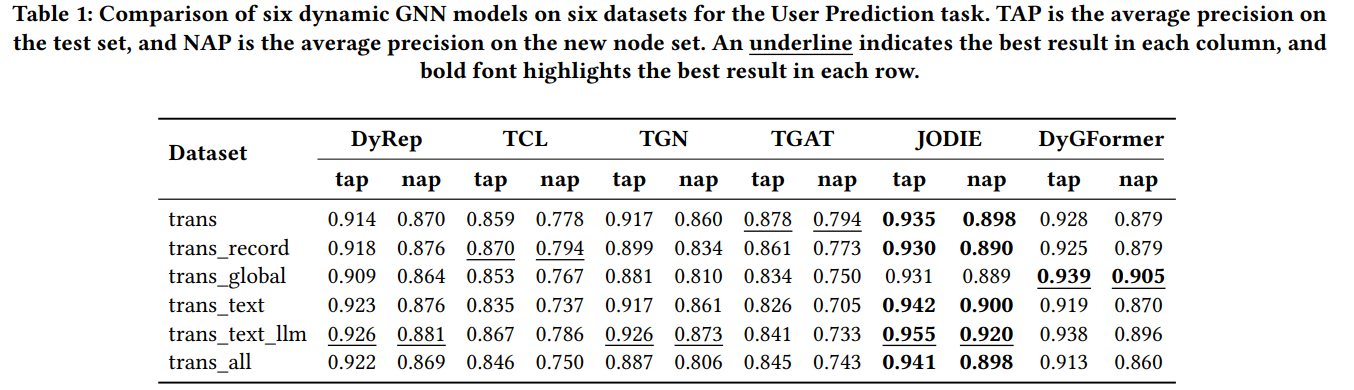 Table 1: Comparison of six dynamic GNN models on six datasets for the User Prediction task. TAP is the average precision on
the test set, and NAP is the average precision on the new node set. An underline indicates the best result in each column, and
bold font highlights the best result in each row.
Dataset DyRep TCL TGN TGAT JODIE DyGFormer
tap nap tap nap tap nap tap nap tap nap tap nap
trans 0.914 0.870 0.859 0.778 0.917 0.860 0.878 0.794 0.935 0.898 0.928 0.879
trans_record 0.918 0.876 0.870 0.794 0.899 0.834 0.861 0.773 0.930 0.890 0.925 0.879
trans_global 0.909 0.864 0.853 0.767 0.881 0.810 0.834 0.750 0.931 0.889 0.939 0.905
trans_text 0.923 0.876 0.835 0.737 0.917 0.861 0.826 0.705 0.942 0.900 0.919 0.870
trans_text_llm 0.926 0.881 0.867 0.786 0.926 0.873 0.841 0.733 0.955 0.920 0.938 0.896
trans_all 0.922 0.869 0.846 0.750 0.887 0.806 0.845 0.743 0.941 0.898 0.913 0.860